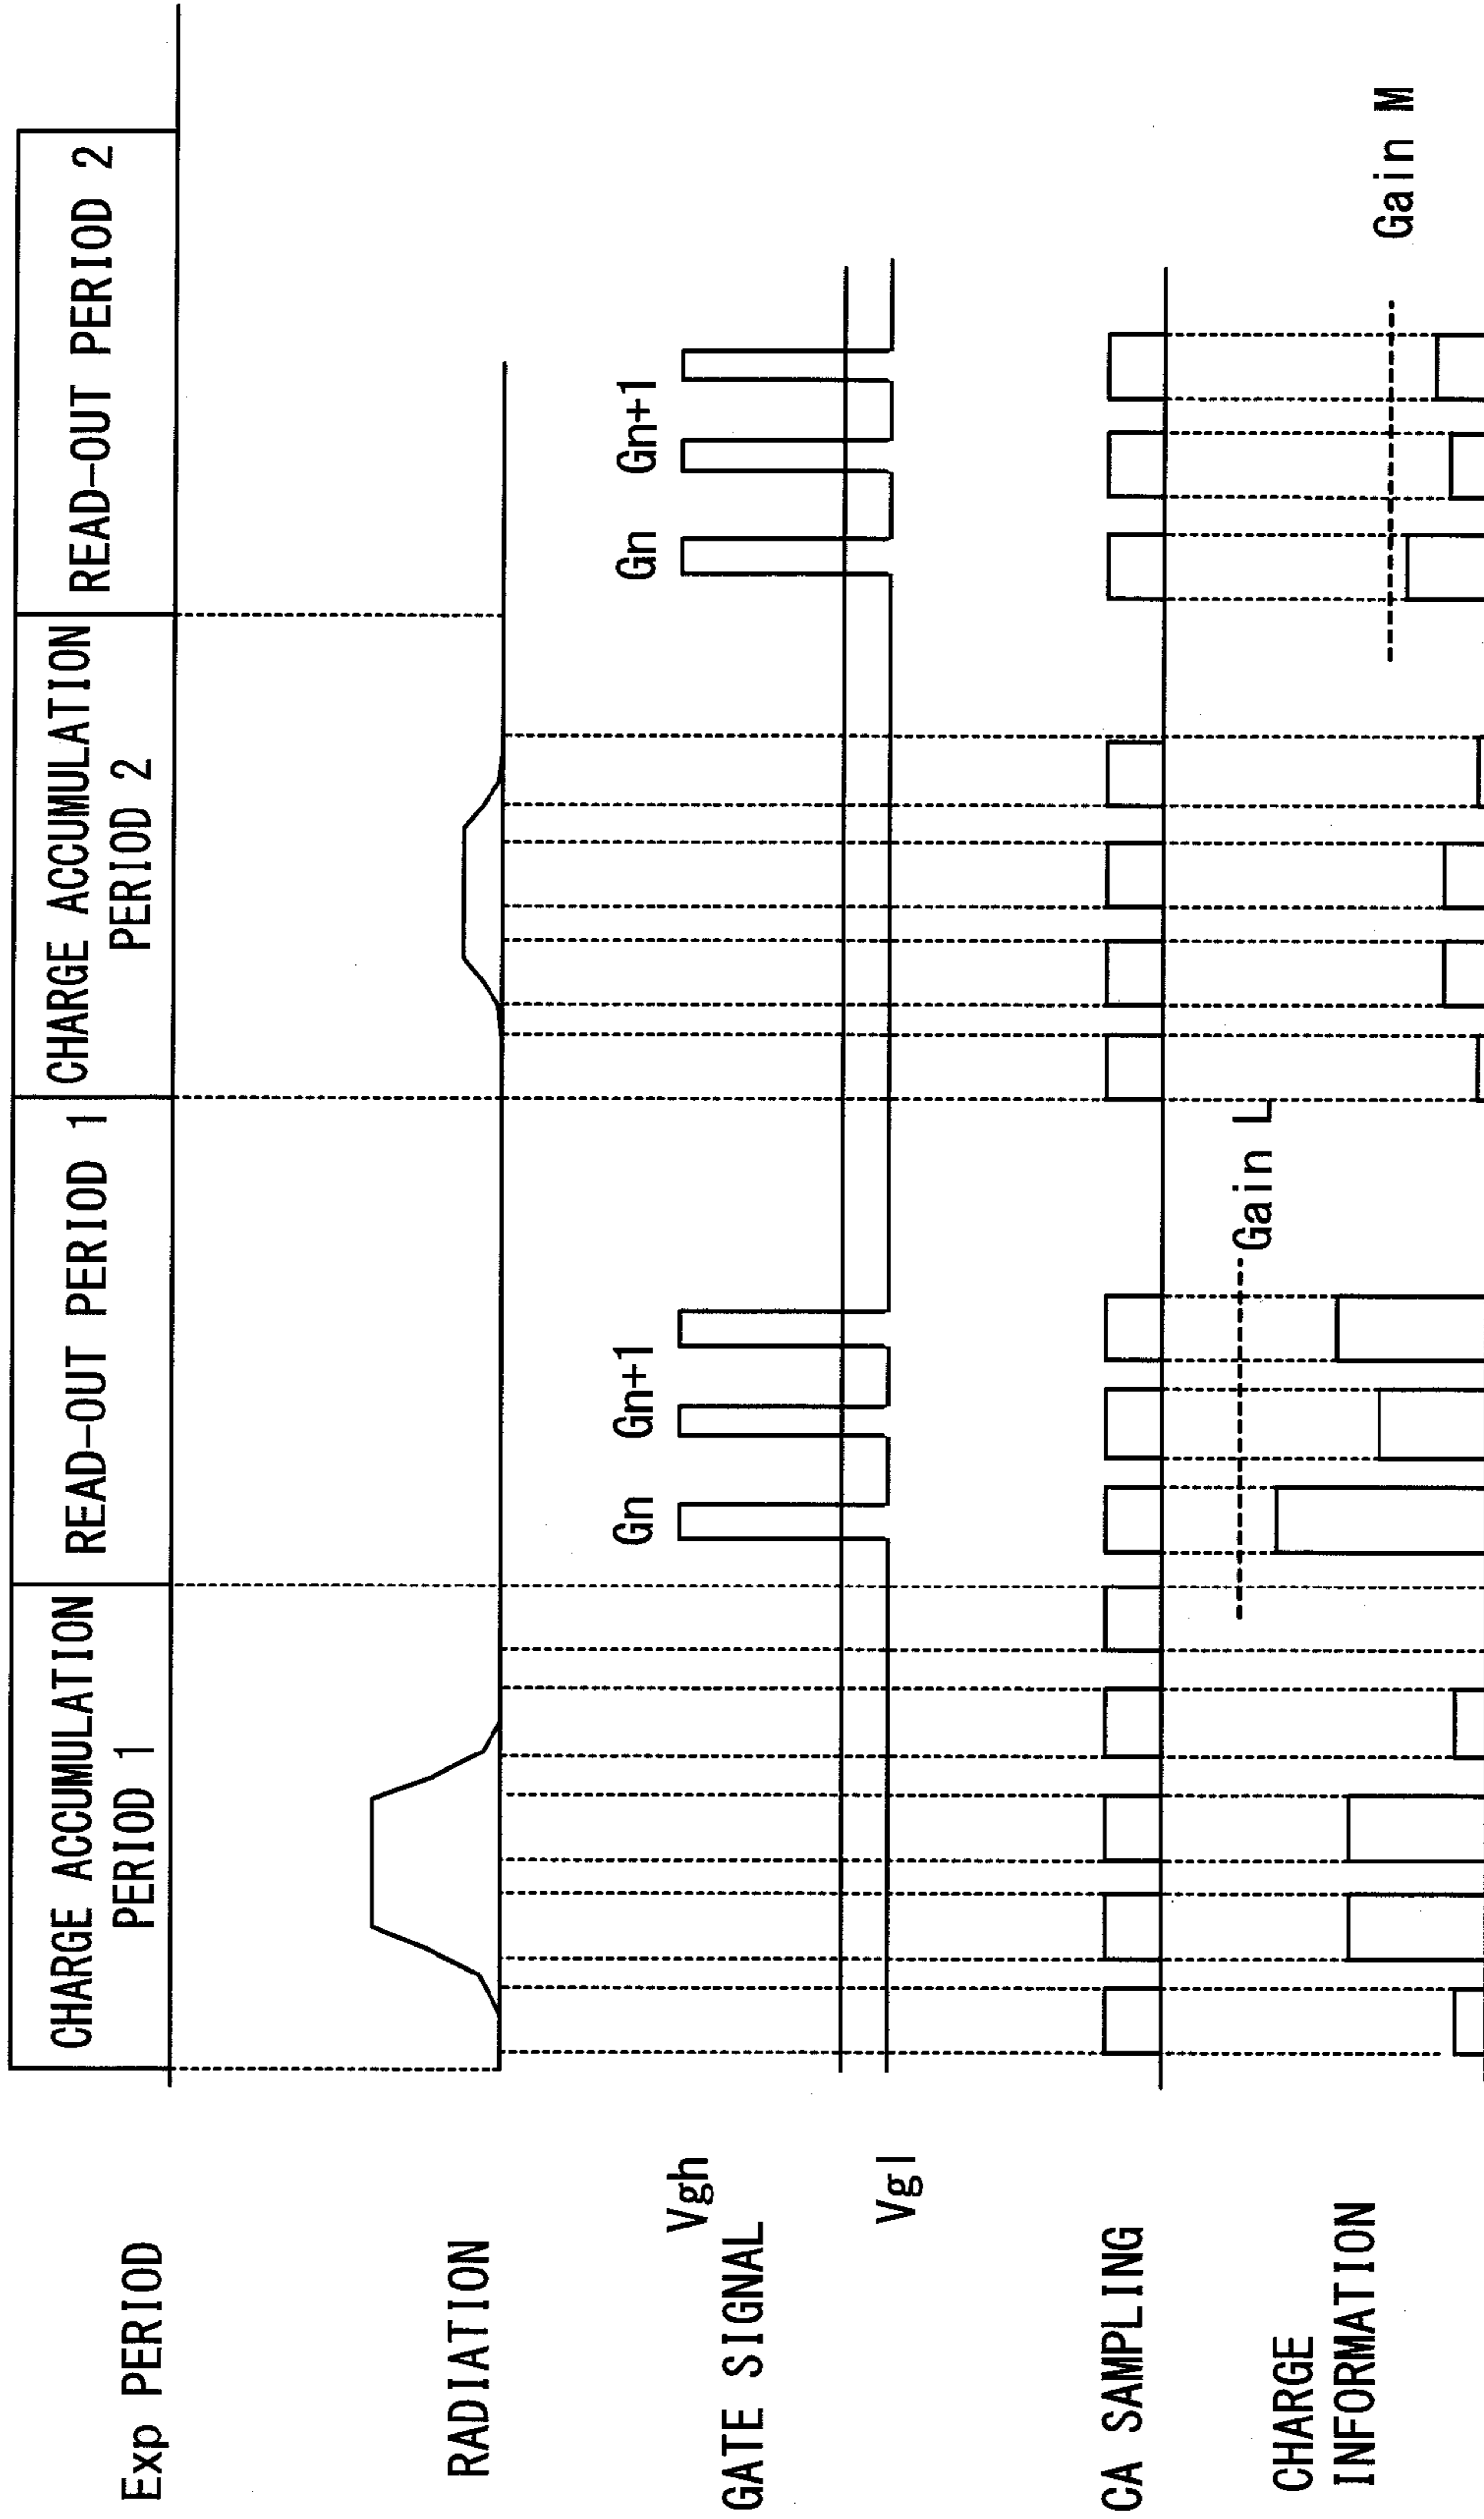 Exp PERIOD
CHARGE ACCUMULATION
PERIOD 1
READ-OUT PERIOD 1
CHARGE ACCUMULATION
PERIOD 2
READ-OUT PERIOD 2
RADIATION
Vgh
GATE SIGNAL
Vgl
Gn
Gn+1
Gn
Gn+1
CA SAMPLING
CHARGE
INFORMATION
Gain L
Gain M